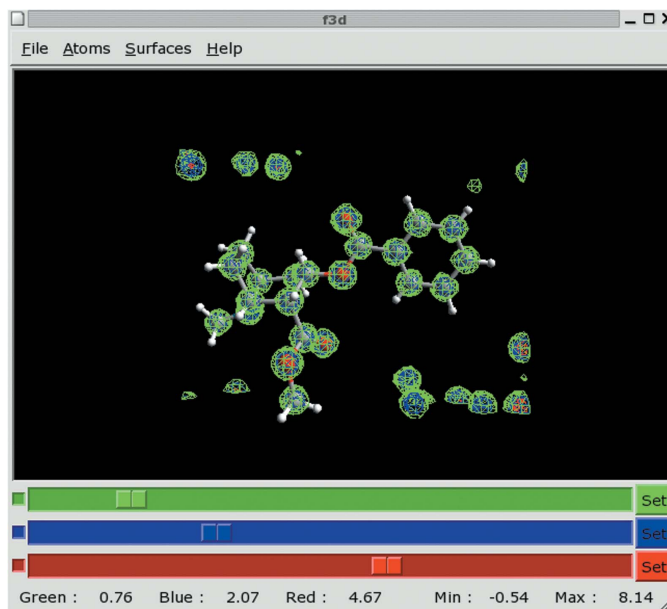 f3d
File Atoms Surfaces Help
Set
Set
Set
Green : 0.76 Blue : 2.07 Red : 4.67 Min : -0.54 Max : 8.14